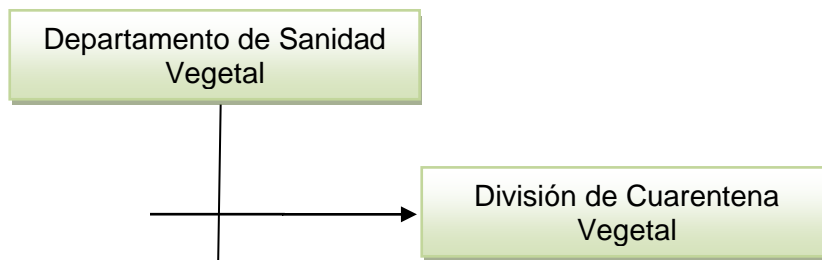 Departamento de Sanidad
Vegetal
División de Cuarentena
Vegetal